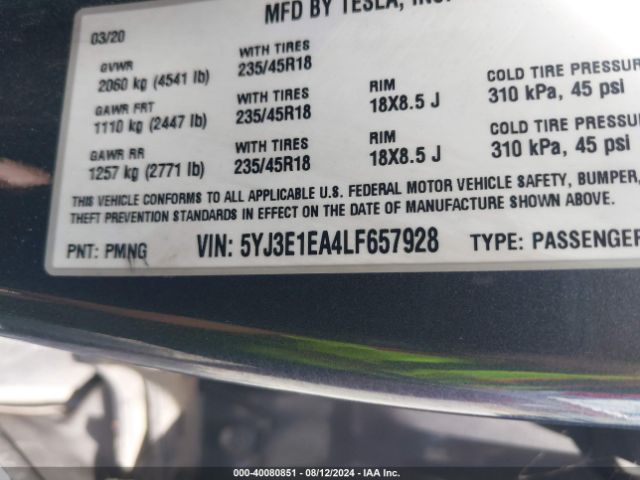 MFD BY TESLA, INC.
03/20
GVWR
2060 kg (4541 lb)
WITH TIRES
235/45R18
GAWR FRT
1110 kg (2447 lb)
WITH TIRES
235/45R18
RIM
18X8.5 J
COLD TIRE PRESSUR
310 kPa, 45 psi
GAWR RR
1257 kg (2771 lb)
WITH TIRES
235/45R18
RIM
18X8.5 J
COLD TIRE PRESSUR
310 kPa, 45 psi
THIS VEHICLE CONFORMS TO ALL APPLICABLE U.S. FEDERAL MOTOR VEHICLE SAFETY, BUMPER,
THEFT PREVENTION STANDARDS IN EFFECT ON THE DATE OF MANUFACTURE SHOWN ABOVE.
PNT: PMNG VIN: 5YJ3E1EA4LF657928 TYPE: PASSENGER
000-40080851 - 08/12/2024 - IAA Inc.